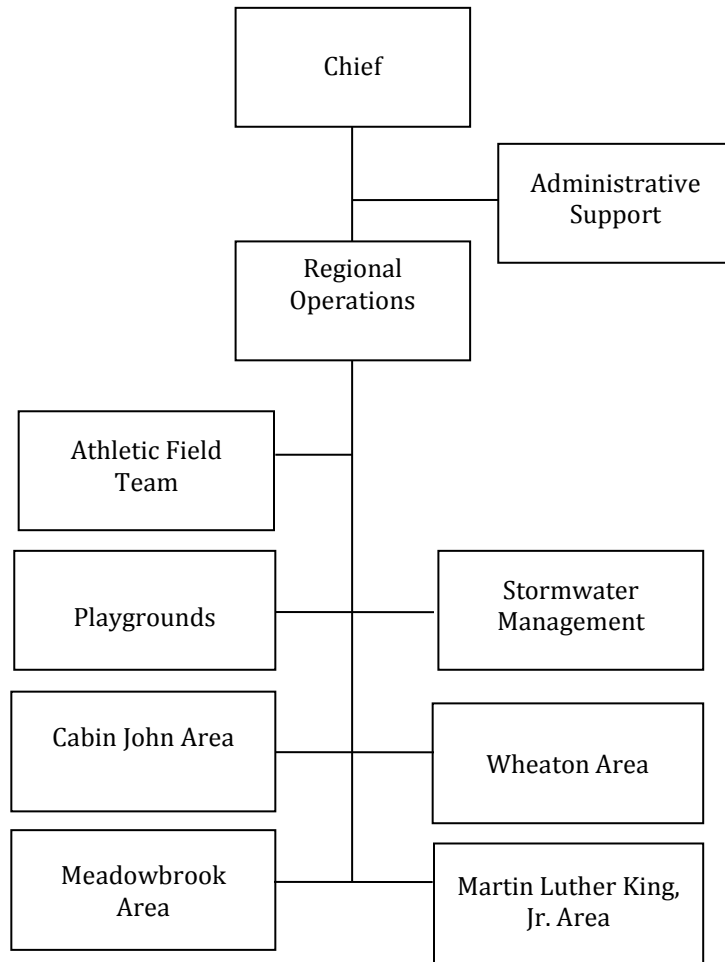 Chief
Administrative
Support
Regional
Operations
Athletic Field
Team
Playgrounds
Stormwater
Management
Cabin John Area
Wheaton Area
Meadowbrook
Area
Martin Luther King,
Jr. Area